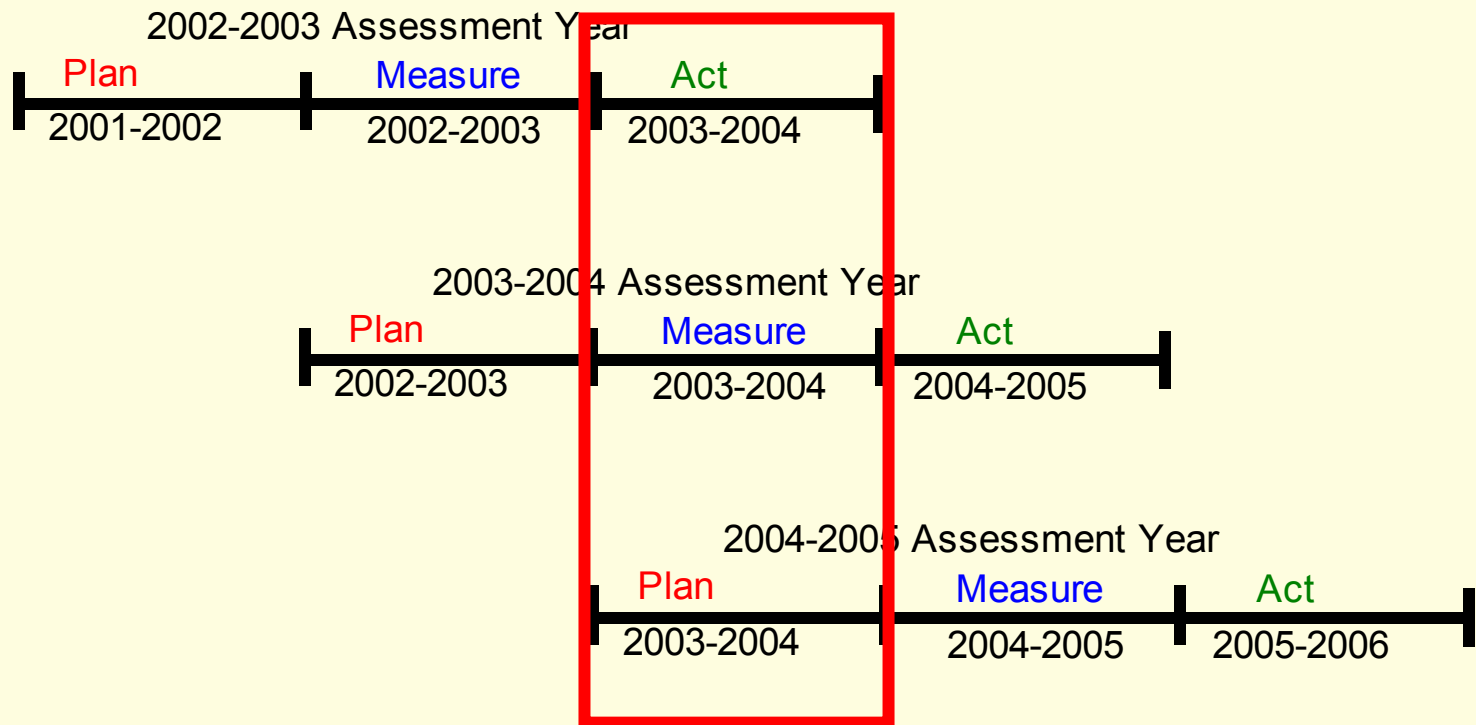 2002-2003 Assessment Year
Plan Measure Act
2001-2002 2002-2003 2003-2004
2003-2004 Assessment Year
Plan Measure Act
2002-2003 2003-2004 2004-2005
2004-2005 Assessment Year
Plan Measure Act
2003-2004 2004-2005 2005-2006